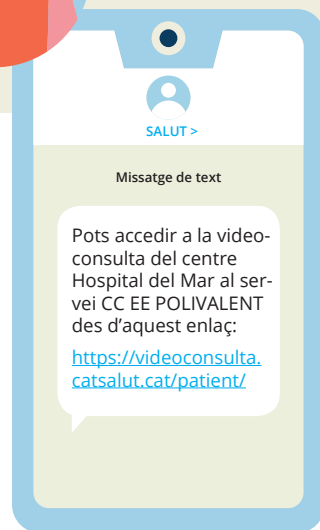 SALUT >
Missatge de text
Pots accedir a la video-
consulta del centre
Hospital del Mar al ser-
vei CC EE POLIVALENT
des d’aquest enlaç:
https://videoconsulta.
catsalut.cat/patient/